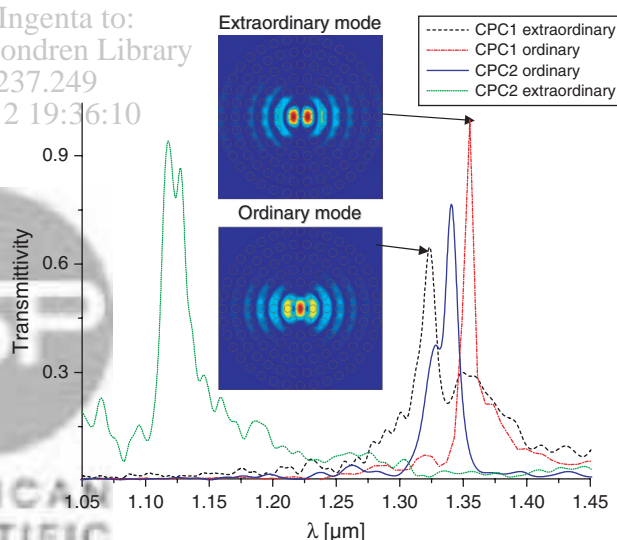 Ingenta to:
ondren Library
237.249
2 19:36:10
Extraordinary mode
Ordinary mode
CPC1 extraordinary
CPC1 ordinary
CPC2 ordinary
CPC2 extraordinary
Transmittivity
0.9
0.6
0.3
1.05 1.10 1.15 1.20 1.25 1.30 1.35 1.40 1.45
λ [μm]